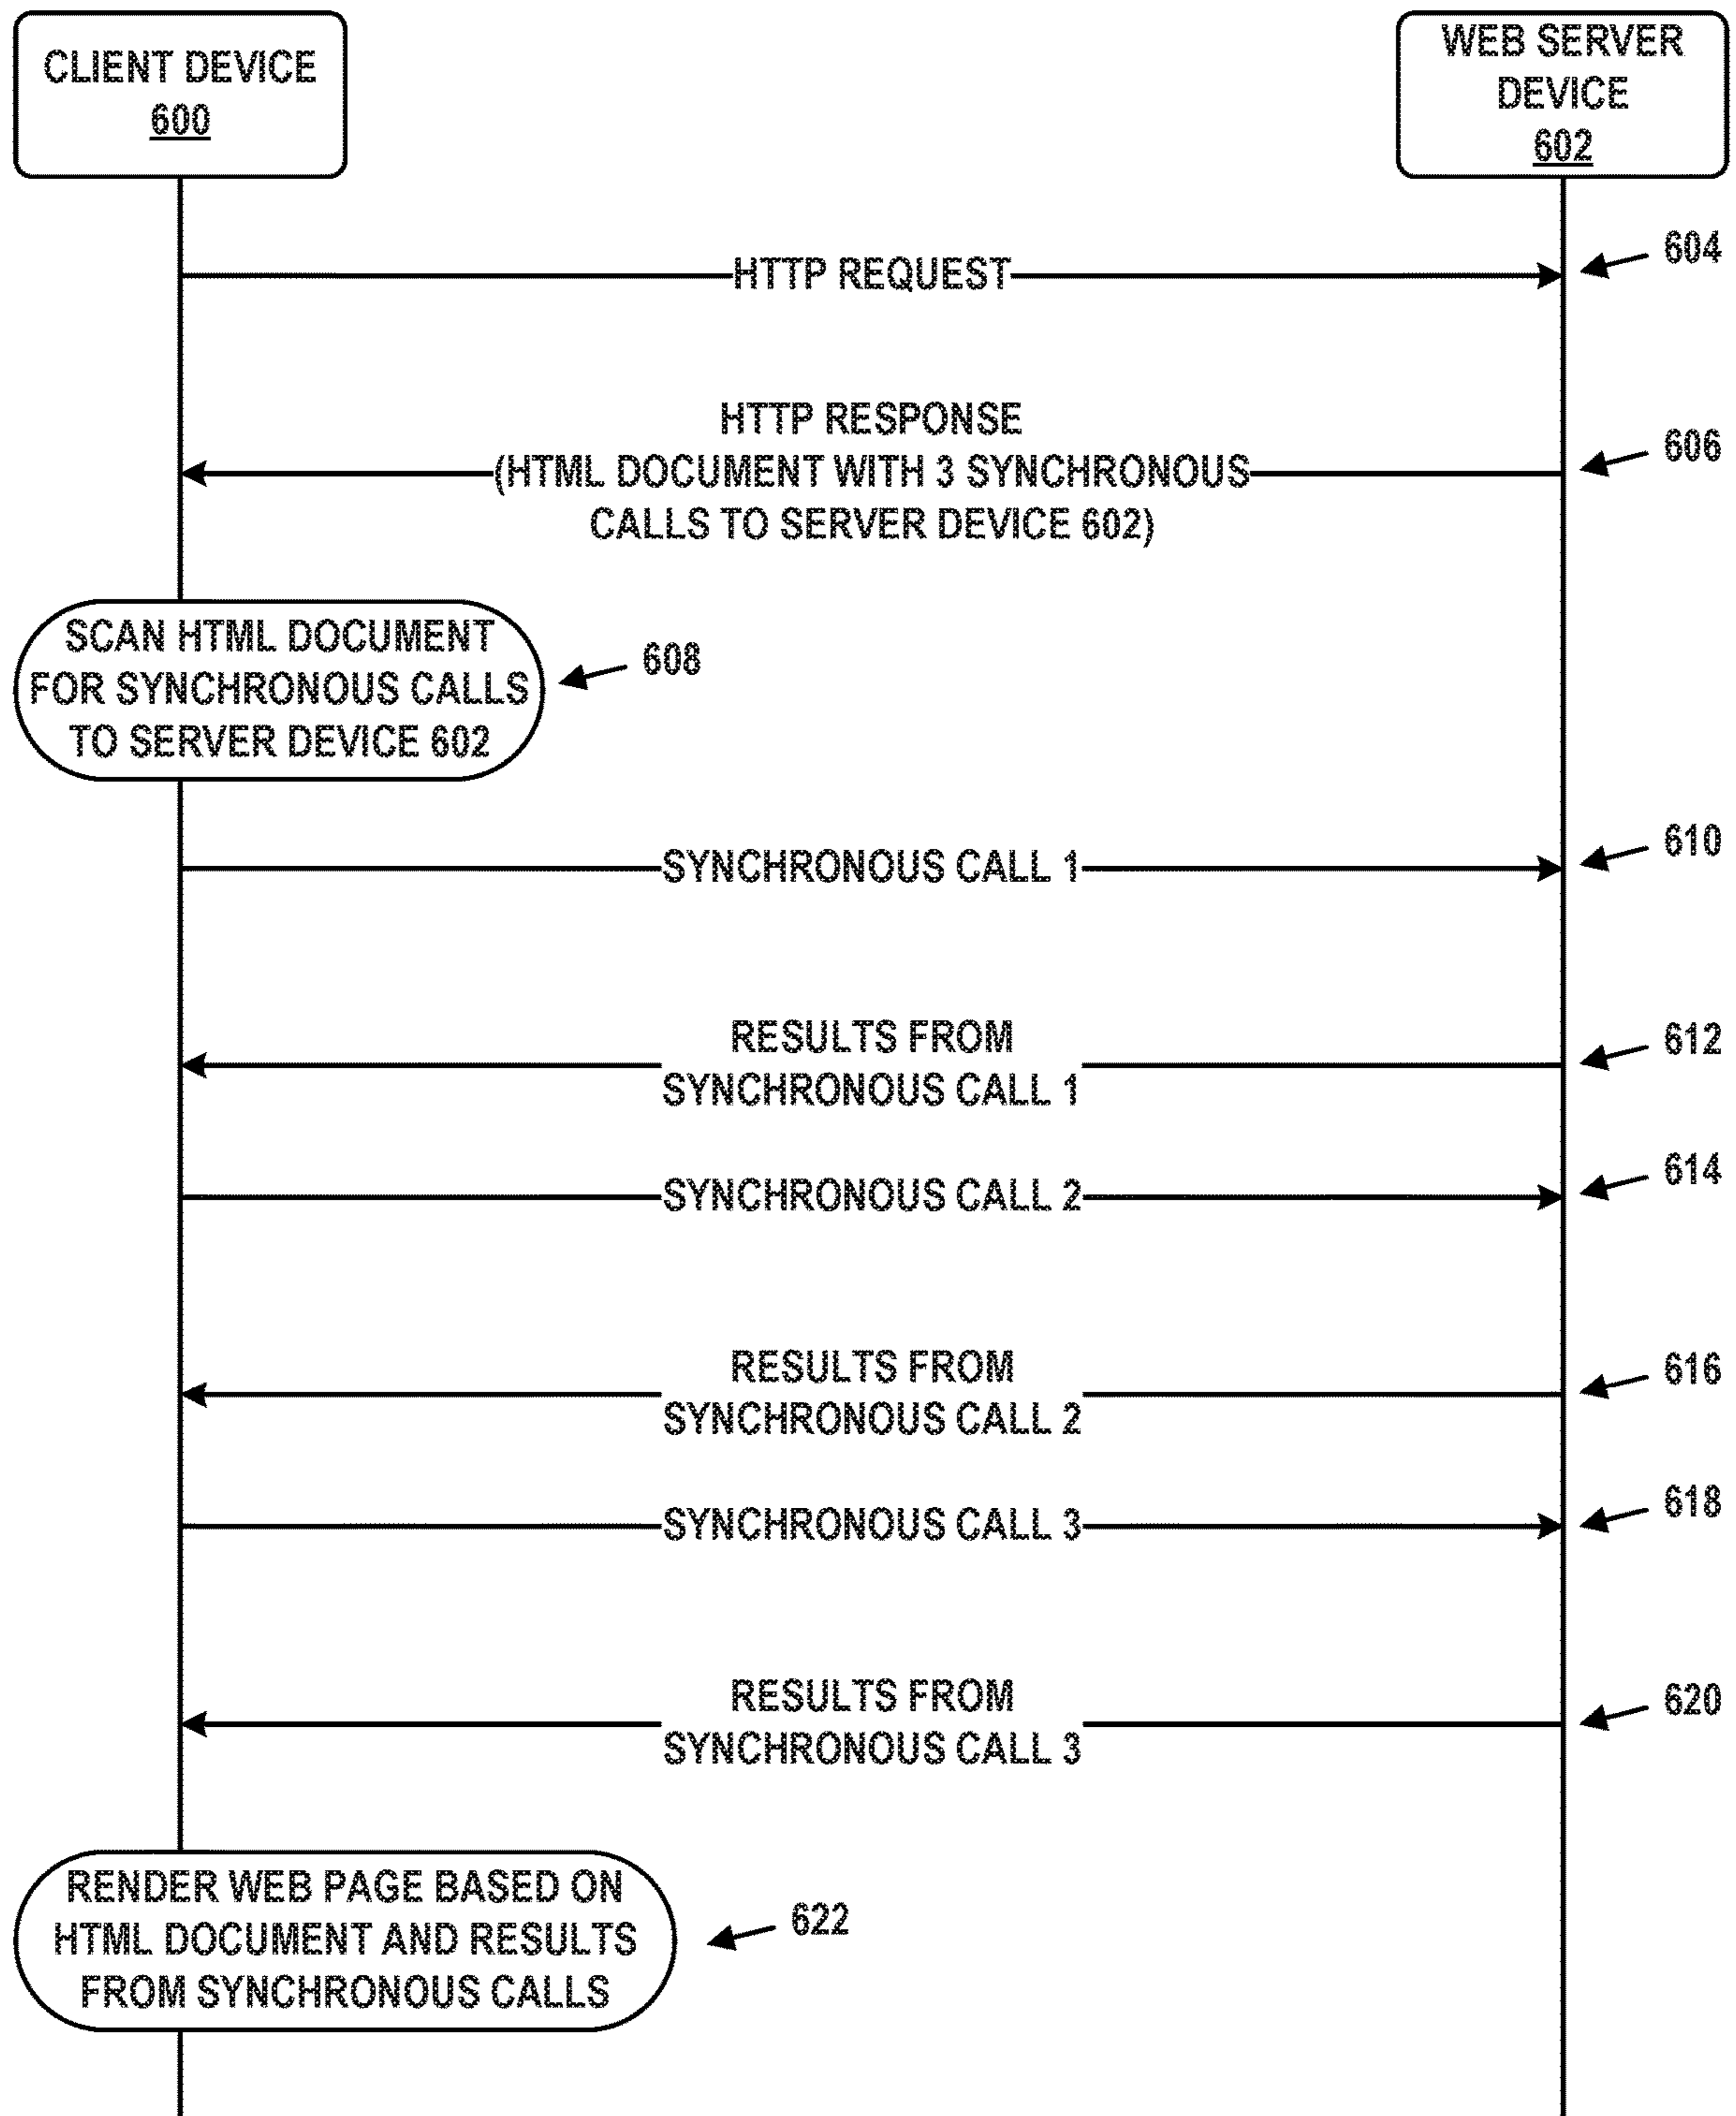 CLIENT DEVICE
600
WEB SERVER
DEVICE
602
HTTP REQUEST
604
HTTP RESPONSE
(HTML DOCUMENT WITH 3 SYNCHRONOUS
CALLS TO SERVER DEVICE 602)
606
SCAN HTML DOCUMENT
FOR SYNCHRONOUS CALLS
TO SERVER DEVICE 602
608
SYNCHRONOUS CALL 1
610
RESULTS FROM
SYNCHRONOUS CALL 1
612
SYNCHRONOUS CALL 2
614
RESULTS FROM
SYNCHRONOUS CALL 2
616
SYNCHRONOUS CALL 3
618
RESULTS FROM
SYNCHRONOUS CALL 3
620
RENDER WEB PAGE BASED ON
HTML DOCUMENT AND RESULTS
FROM SYNCHRONOUS CALLS
622